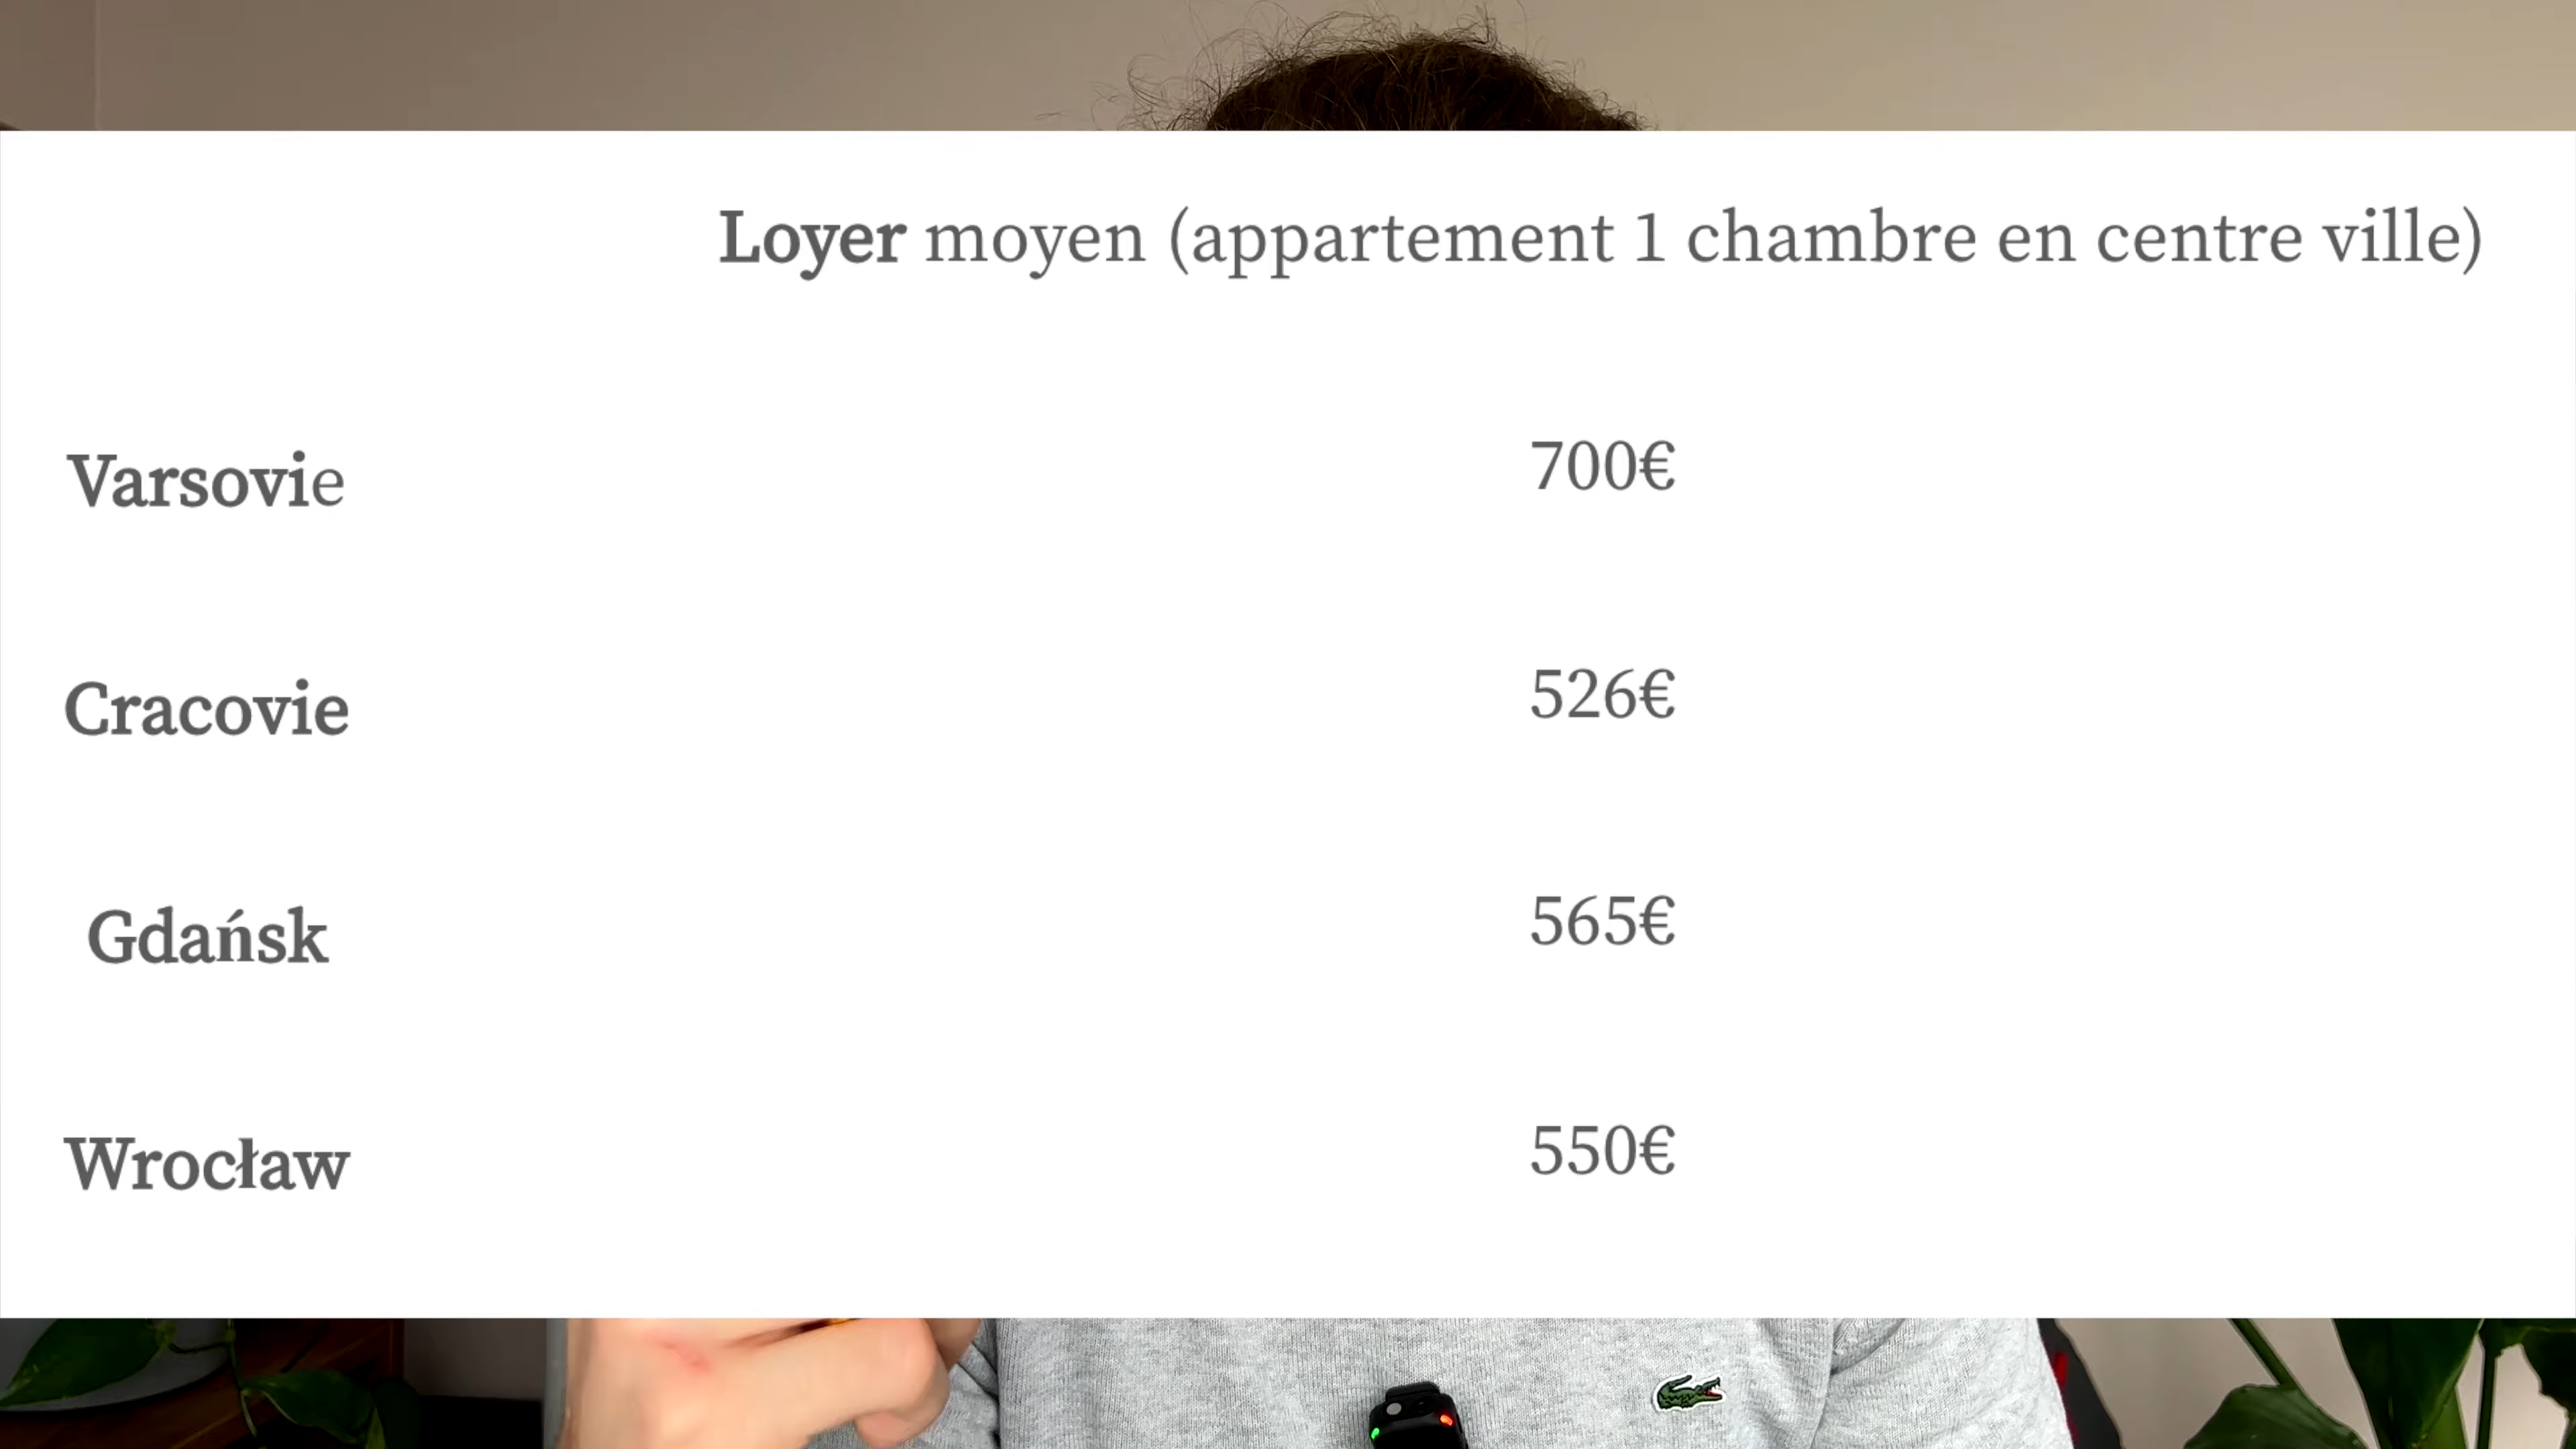 Loyer moyen (appartement 1 chambre en centre ville)
Varsovie 700€
Cracovie 526€
Gdańsk 565€
Wrocław 550€